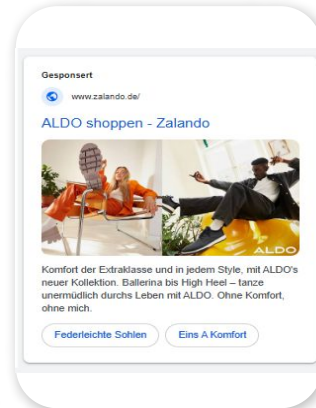 Gesponsert
www.zalando.de/
ALDO shoppen - Zalando
ALDO
Komfort der Extraklasse und in jedem Style, mit ALDO's
neuer Kollektion. Ballerina bis High Heel – tanze
unermüdlich durchs Leben mit ALDO. Ohne Komfort,
ohne mich.
Federleichte Sohlen
Eins A Komfort